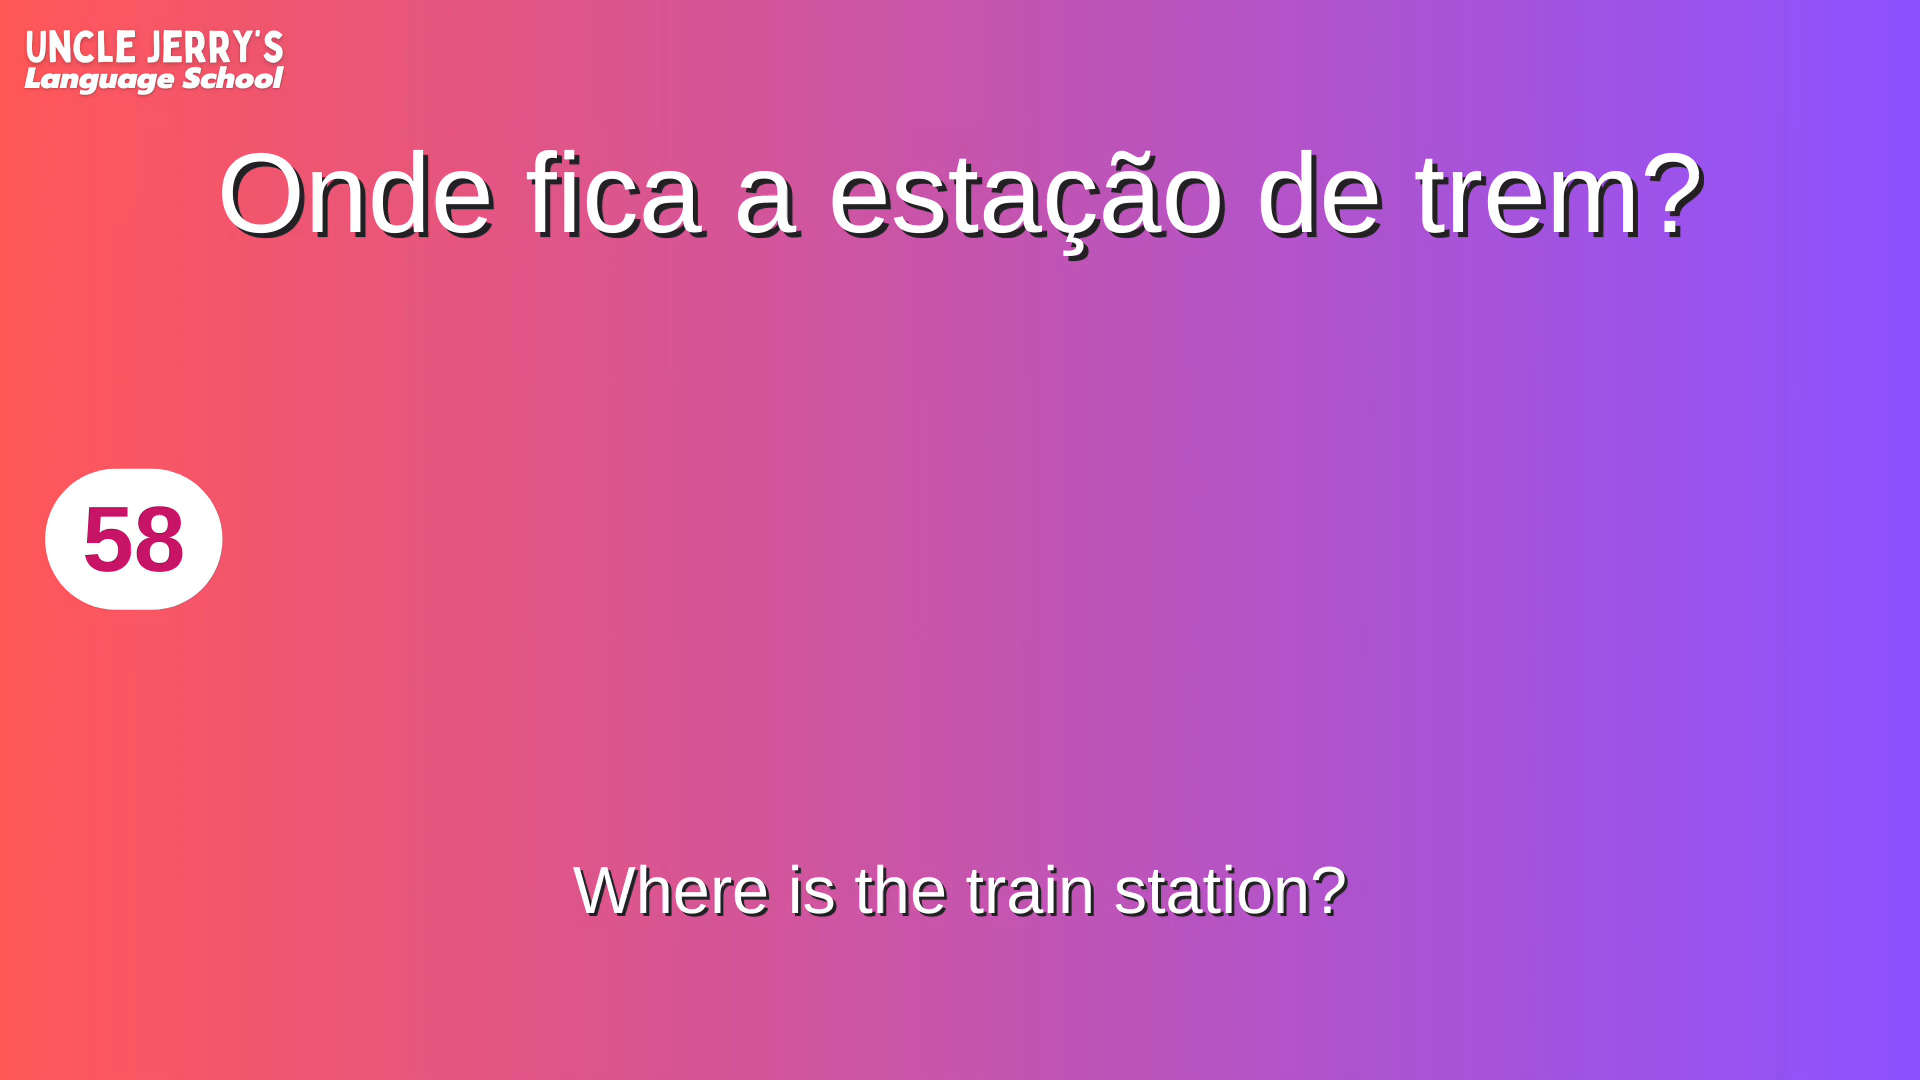 UNCLE JERRY'S
Language School
Onde fica a estação de trem?
58
Where is the train station?